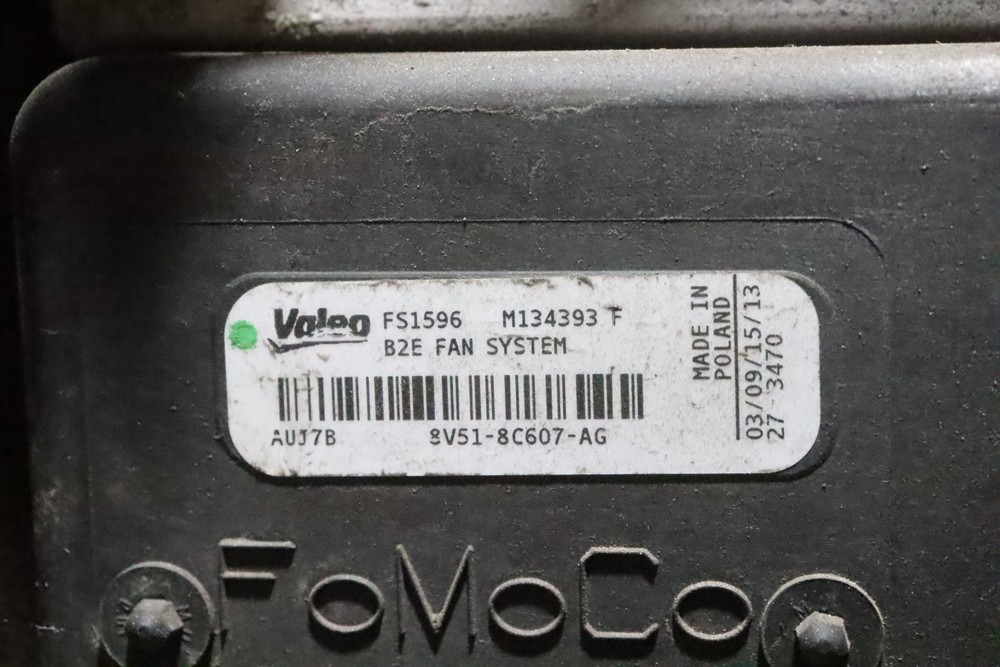 Valeo FS1596 M134393 F
B2E FAN SYSTEM
AUJ7B 8V51-8C607-AG
MADE IN
POLAND
03/09/15/13
27 3470
FoMoCo